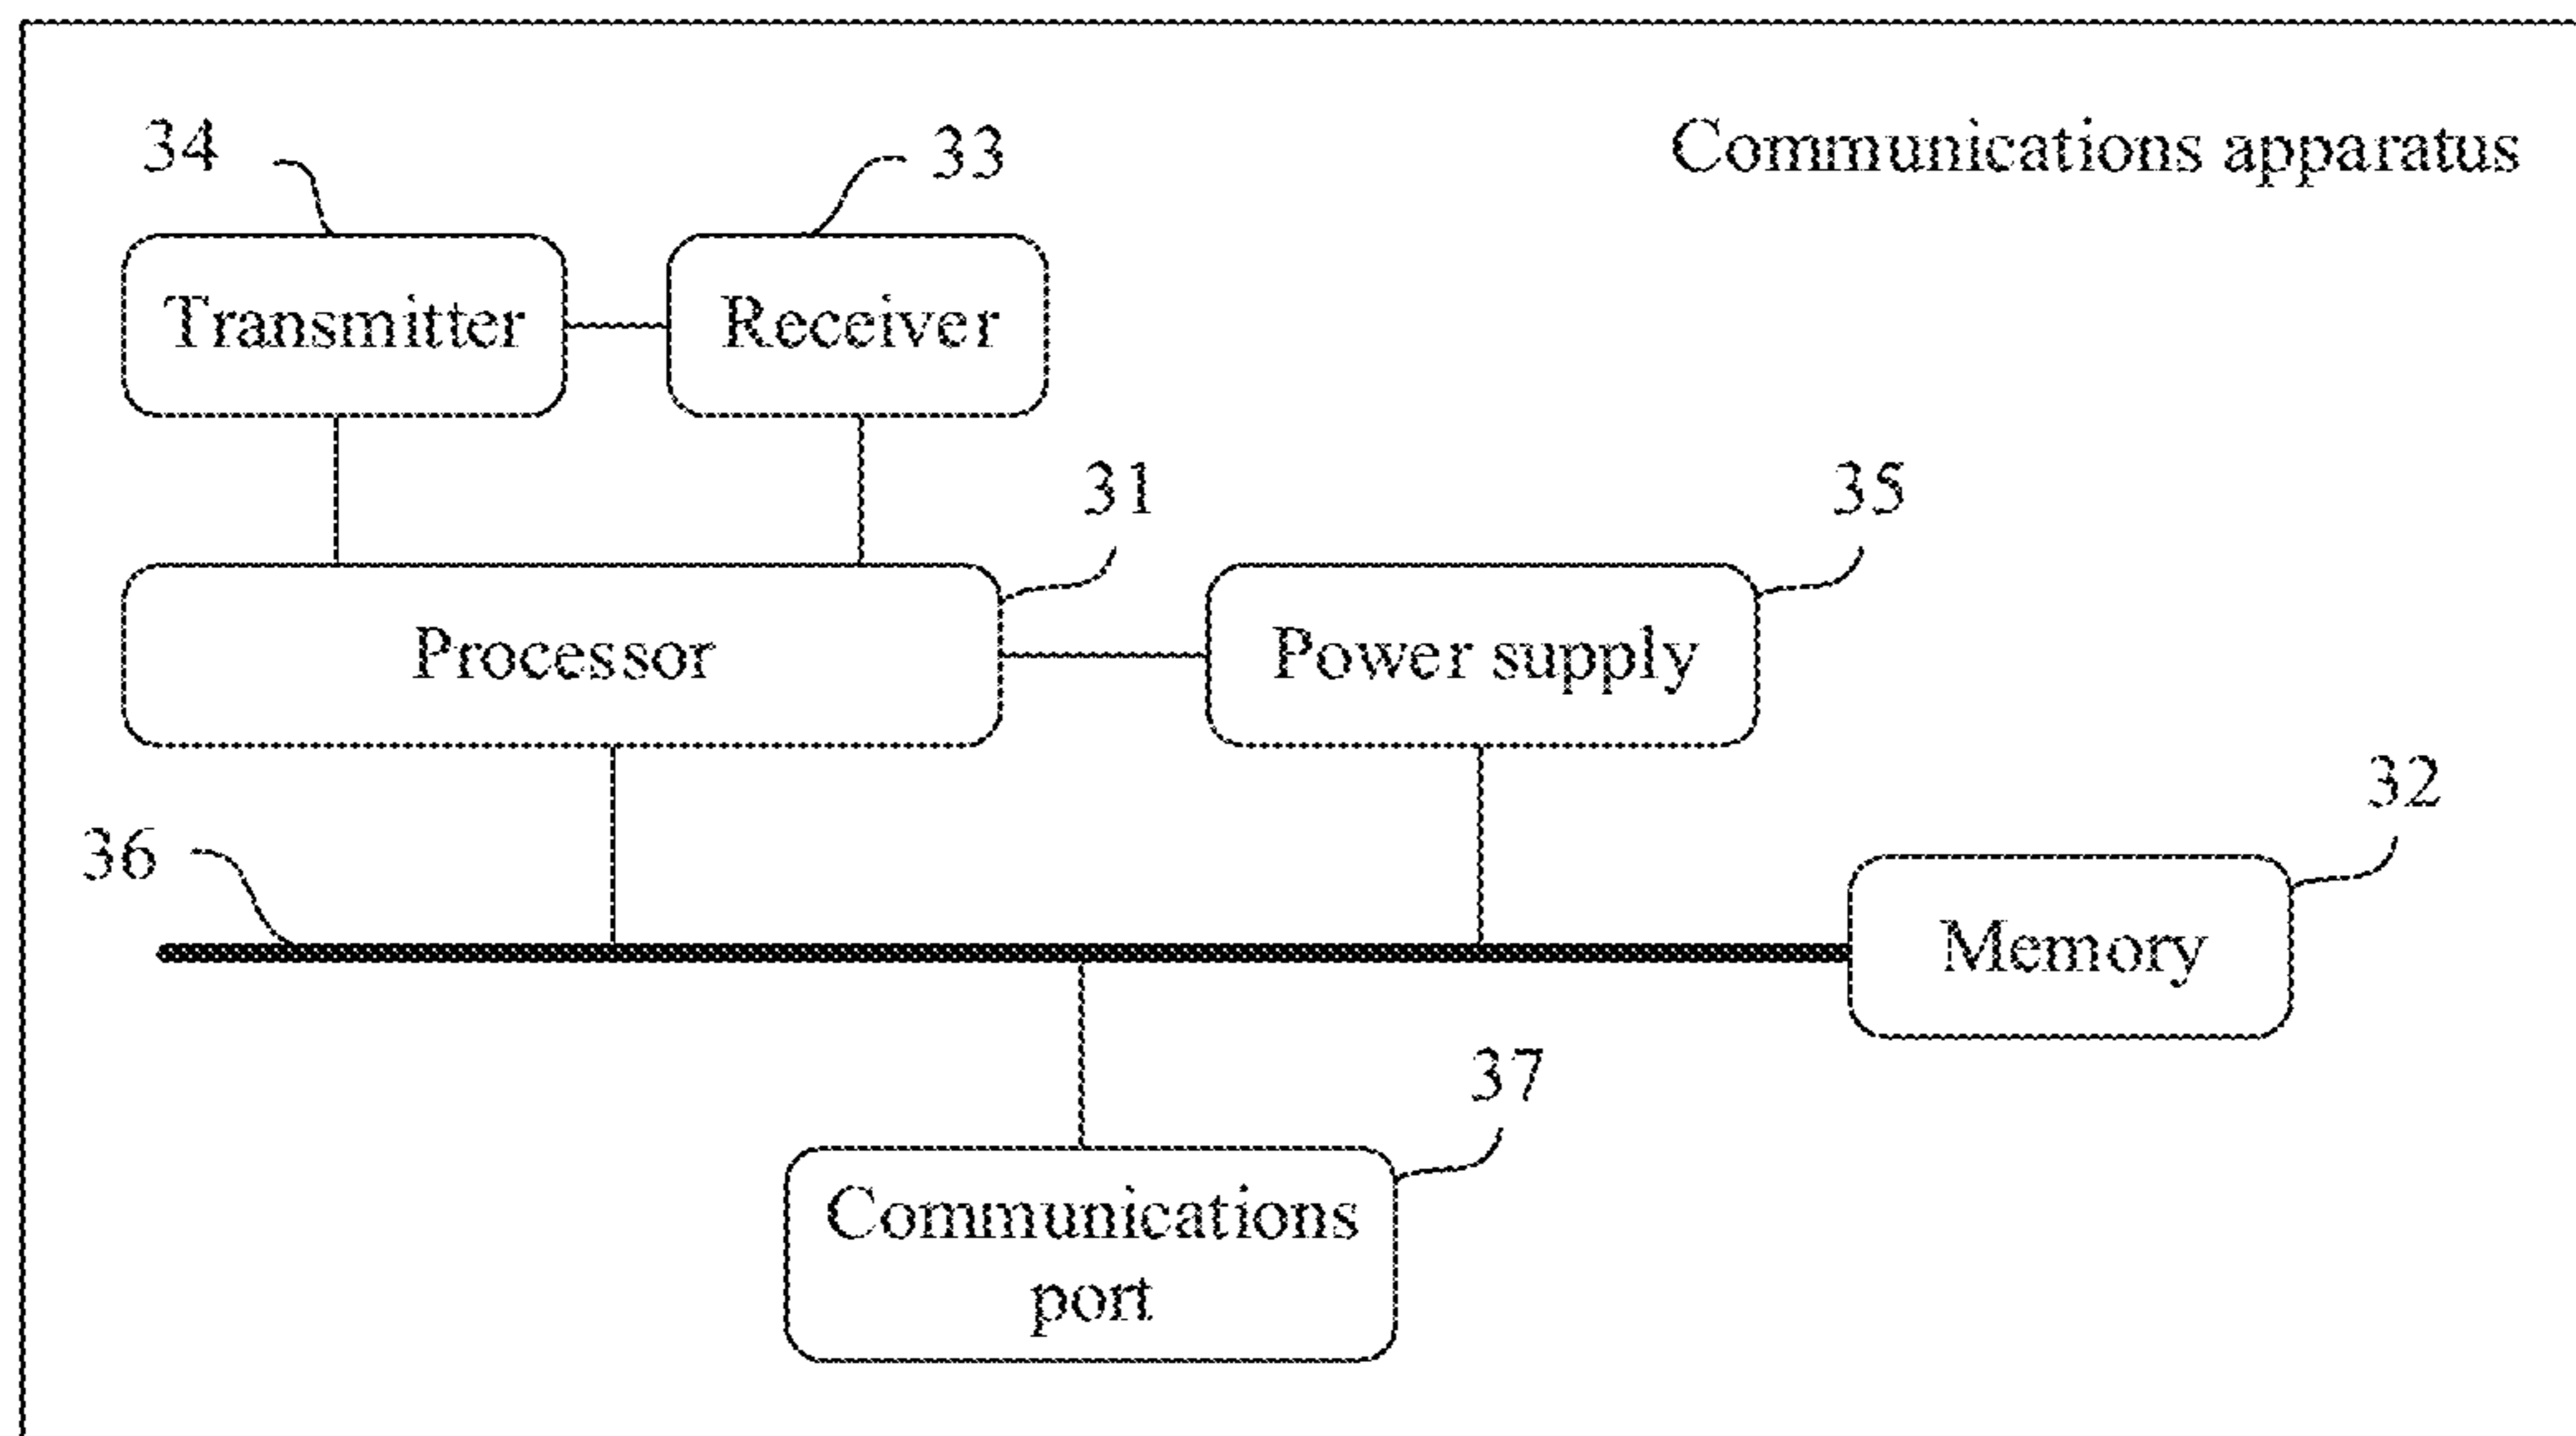 Communications apparatus
34
33
Transmitter
Receiver
31
35
Processor
Power supply
32
36
Memory
37
Communications
port